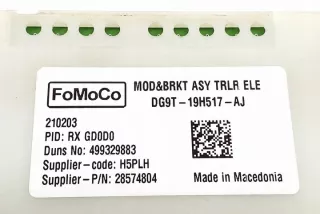 FoMoCo
MOD&BRKT ASY TRLR ELE
DG9T-19H517-AJ
210203
PID: RX GD0D0
Duns No: 499329883
Supplier-code: H5PLH
Supplier-P/N: 28574804
Made in Macedonia